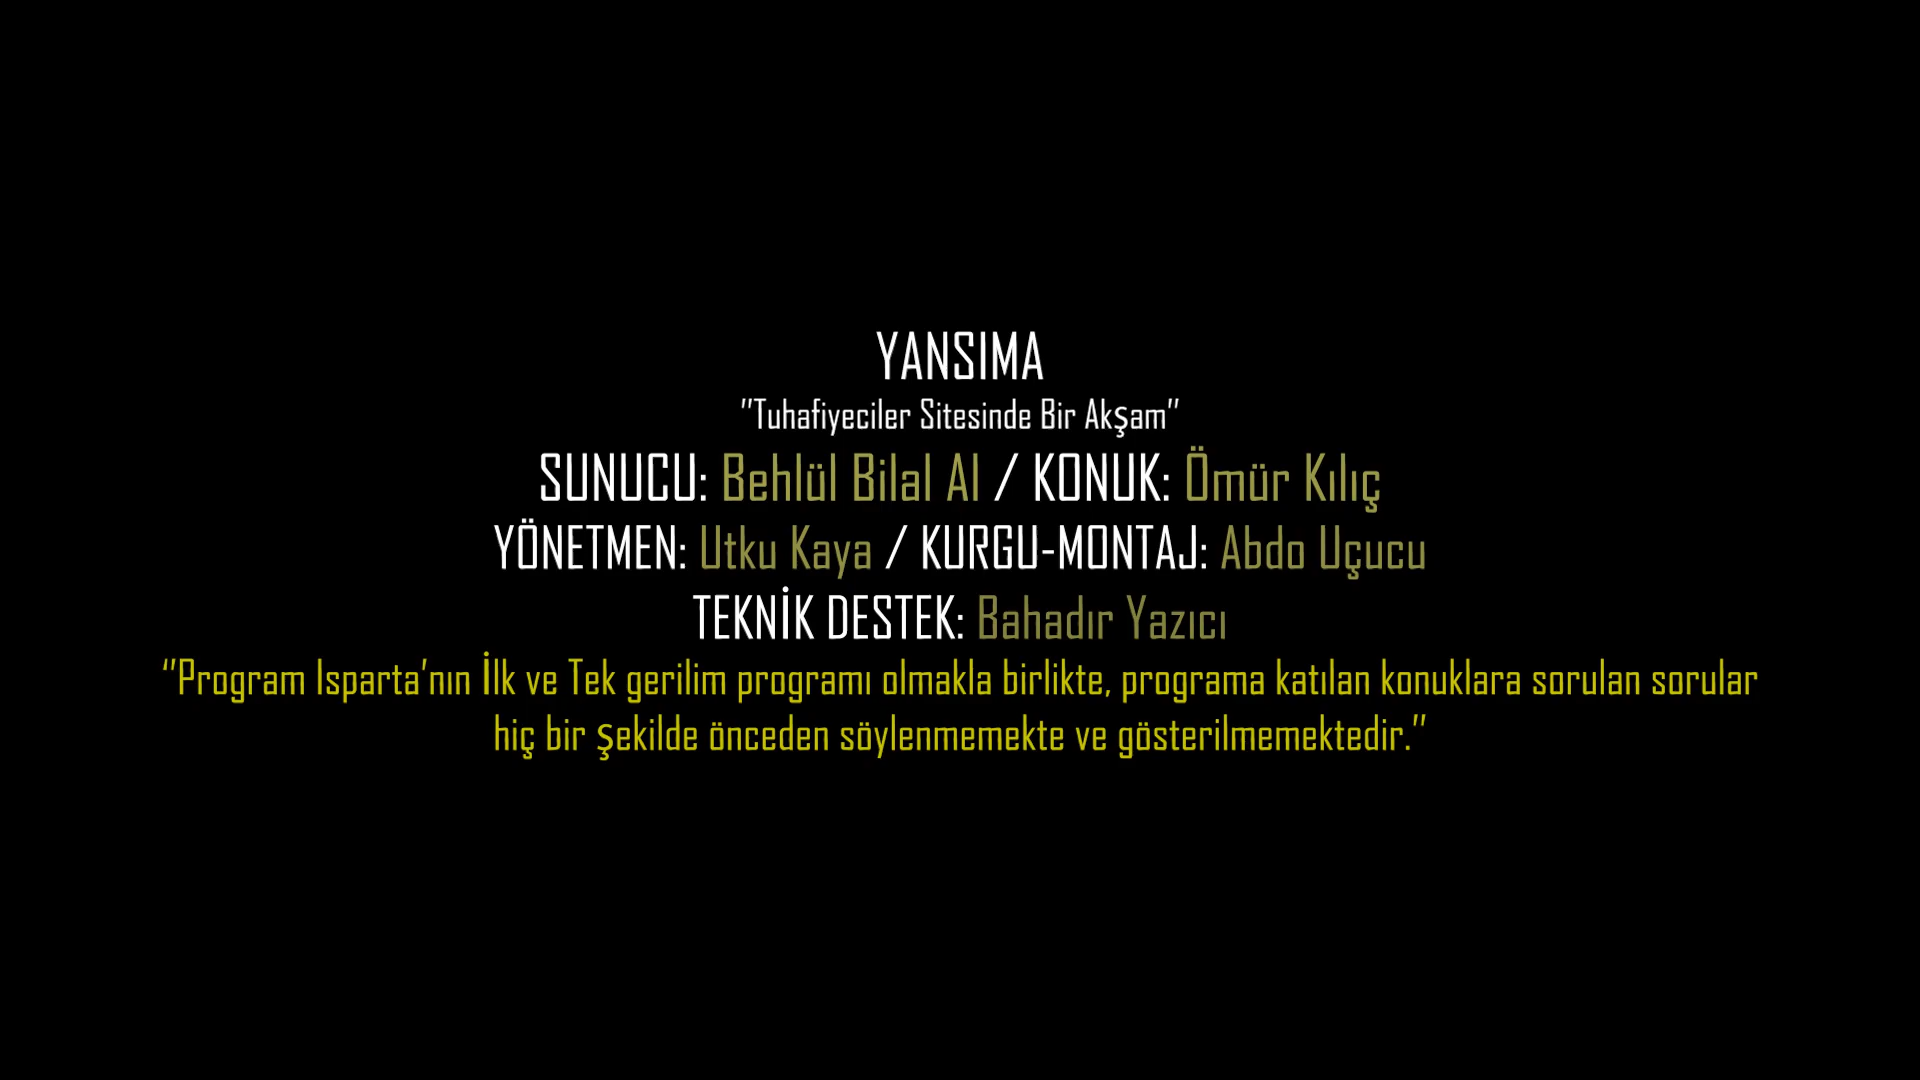 YANSIMA
"Tuhafiyeciler Sitesinde Bir Akşam"
SUNUCU: Behlül Bilal Al / KONUK: Ömür Kılıç
YÖNETMEN: Utku Kaya / KURGU-MONTAJ: Abdo Uçucu
TEKNİK DESTEK: Bahadır Yazıcı
"Program Isparta'nın İlk ve Tek gerilim programı olmakla birlikte, programa katılan konuklara sorulan sorular
hiç bir şekilde önceden söylenmemekte ve gösterilmemektedir."